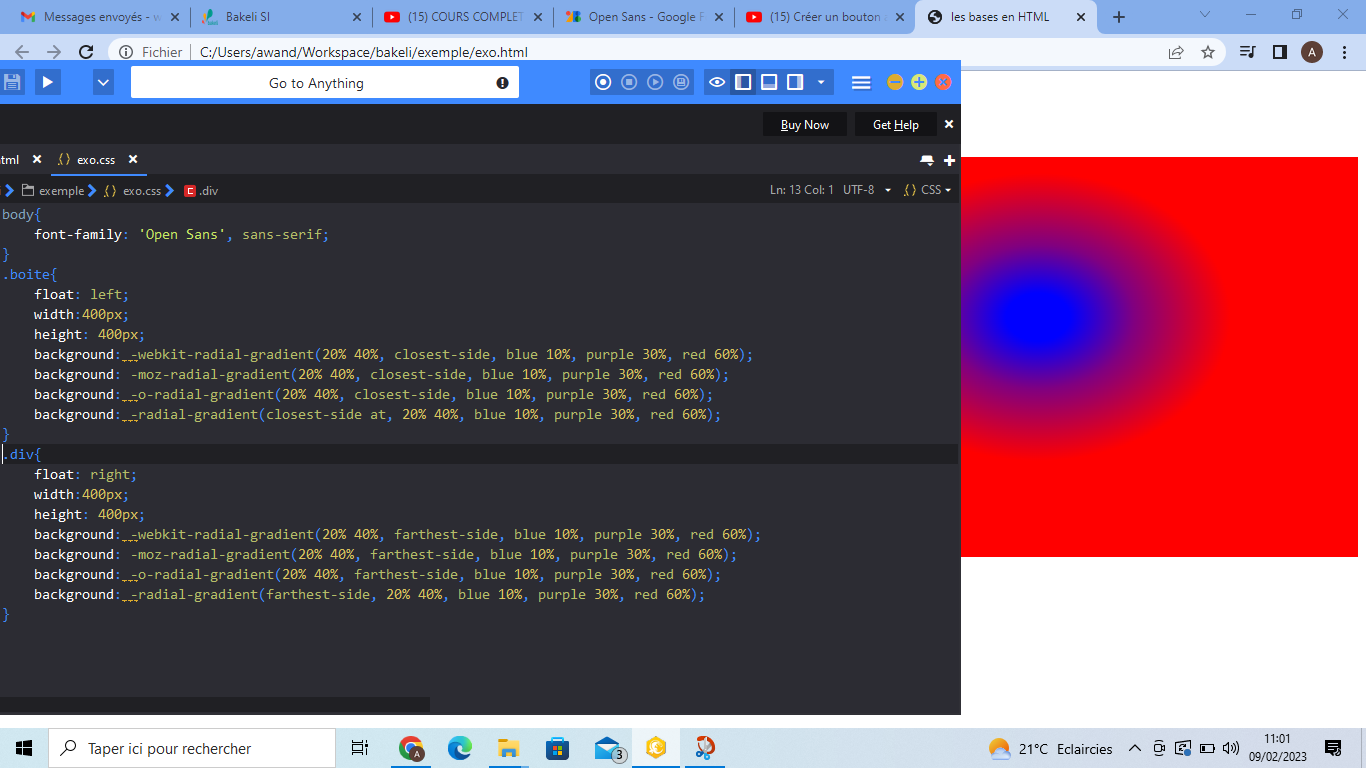 Messages envoyés - w
Bakeli SI
(15) COURS COMPLET
Open Sans - Google F
(15) Créer un bouton
les bases en HTML
Fichier
C:/Users/awand/Workspace/bakeli/exemple/exo.html
A
Go to Anything
Buy Now
Get Help
tml
exo.css
exemple
{} exo.css
C .div
Ln: 13 Col: 1
UTF-8
{} CSS
body{
font-family: 'Open Sans', sans-serif;
}
.boite{
float: left;
width:400px;
height: 400px;
background: -webkit-radial-gradient(20% 40%, closest-side, blue 10%, purple 30%, red 60%);
background: -moz-radial-gradient(20% 40%, closest-side, blue 10%, purple 30%, red 60%);
background: -o-radial-gradient(20% 40%, closest-side, blue 10%, purple 30%, red 60%);
background: -radial-gradient(closest-side at, 20% 40%, blue 10%, purple 30%, red 60%);
}
.div{
float: right;
width:400px;
height: 400px;
background: -webkit-radial-gradient(20% 40%, farthest-side, blue 10%, purple 30%, red 60%);
background: -moz-radial-gradient(20% 40%, farthest-side, blue 10%, purple 30%, red 60%);
background: -o-radial-gradient(20% 40%, farthest-side, blue 10%, purple 30%, red 60%);
background: -radial-gradient(farthest-side, 20% 40%, blue 10%, purple 30%, red 60%);
}
Taper ici pour rechercher
A
3
21°C Eclaircies
11:01
09/02/2023